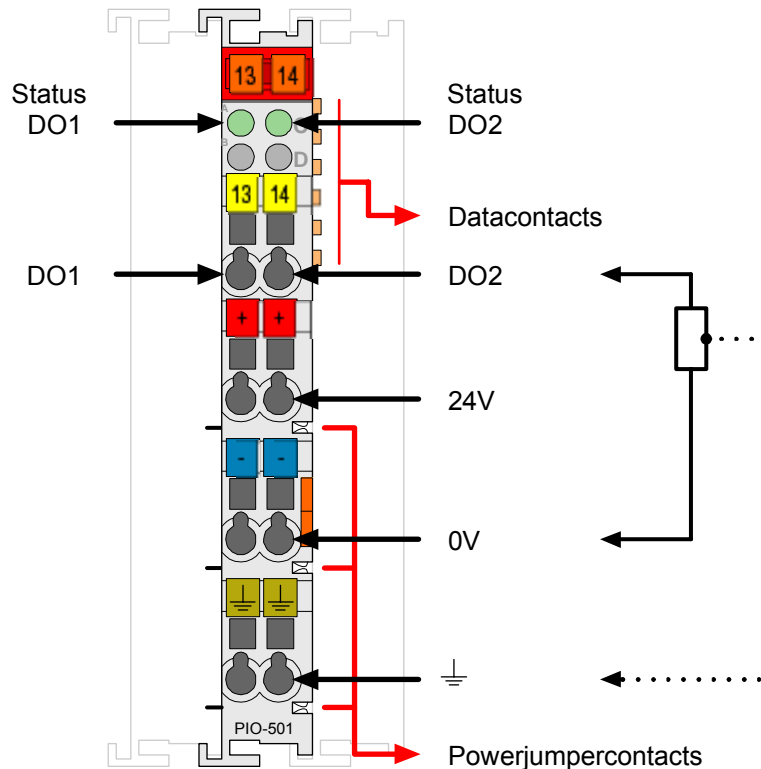 13 14
Status
DO1
Status
DO2
A
C
B
D
13 14
Datacontacts
DO1
DO2
+ +
24V
- -
0V
PIO-501
Powerjumpercontacts